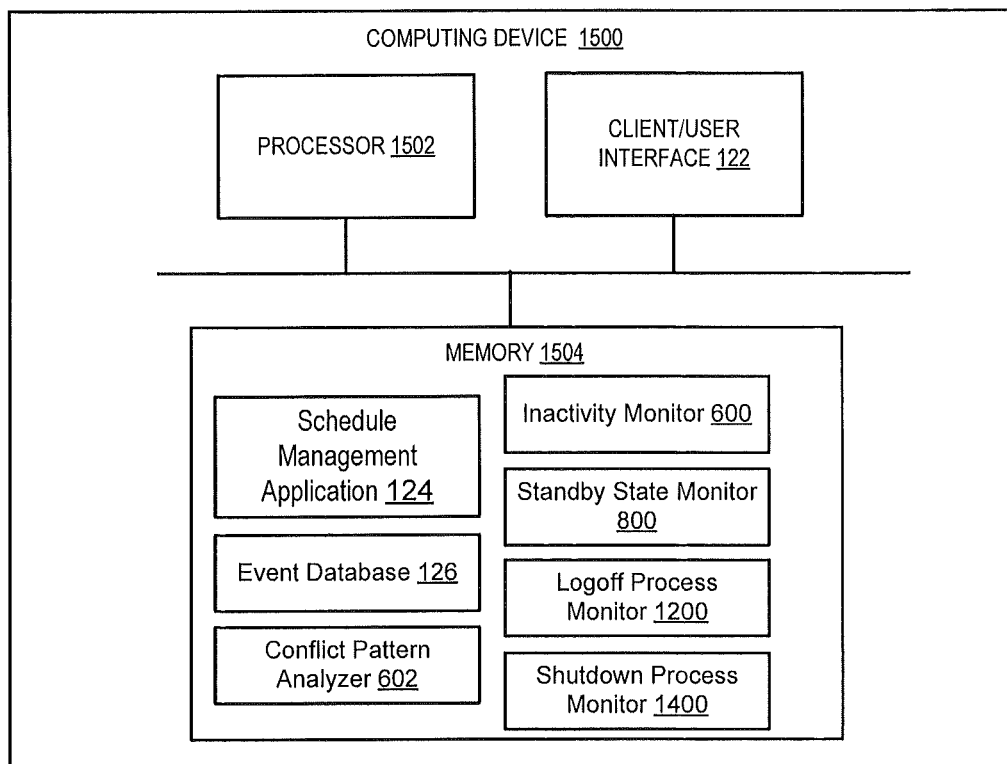 COMPUTING DEVICE 1500
PROCESSOR 1502
CLIENT/USER
INTERFACE 122
MEMORY 1504
Schedule
Management
Application 124
Event Database 126
Conflict Pattern
Analyzer 602
Inactivity Monitor 600
Standby State Monitor
800
Logoff Process
Monitor 1200
Shutdown Process
Monitor 1400